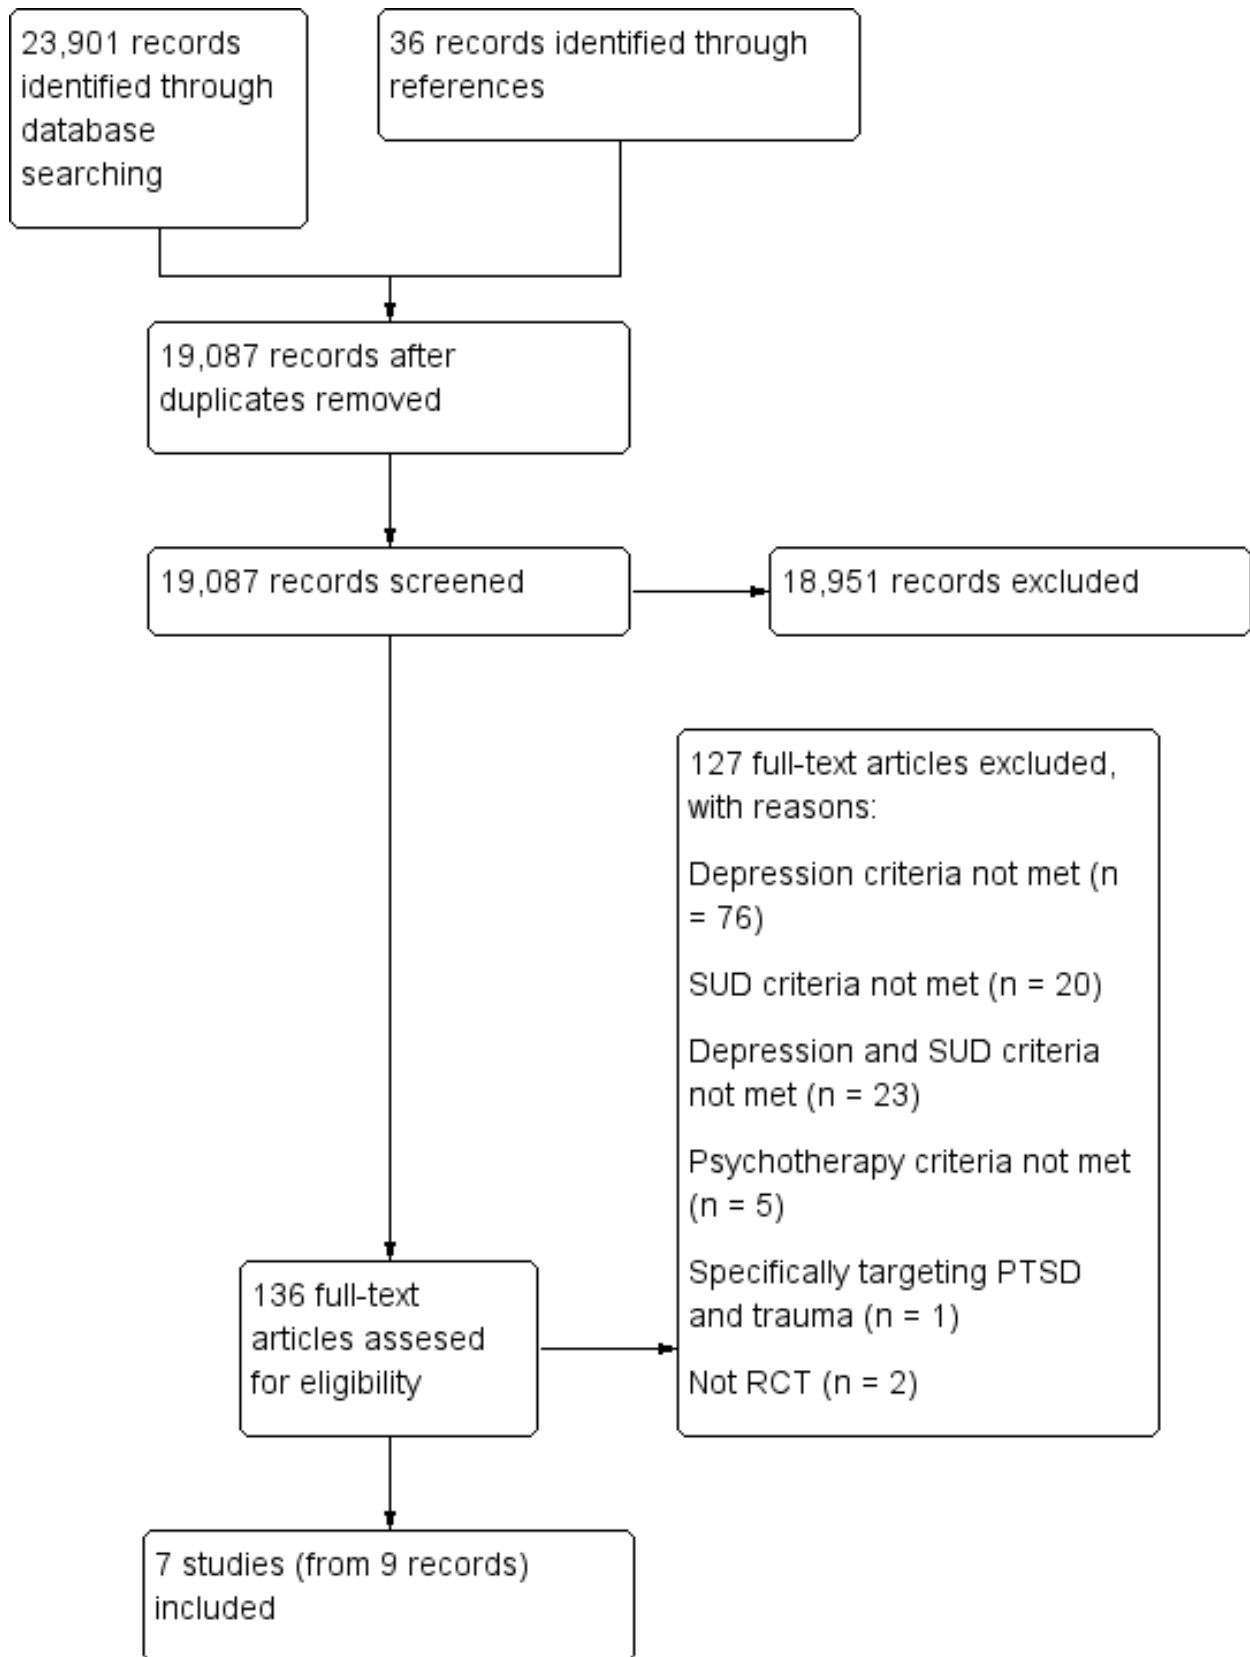 23,901 records
identified through
database
searching
36 records identified through
references
19,087 records after
duplicates removed
19,087 records screened
18,951 records excluded
127 full-text articles excluded,
with reasons:
Depression criteria not met (n
= 76)
SUD criteria not met (n = 20)
Depression and SUD criteria
not met (n = 23)
Psychotherapy criteria not met
(n = 5)
Specifically targeting PTSD
and trauma (n = 1)
Not RCT (n = 2)
136 full-text
articles assesed
for eligibility
7 studies (from 9 records)
included